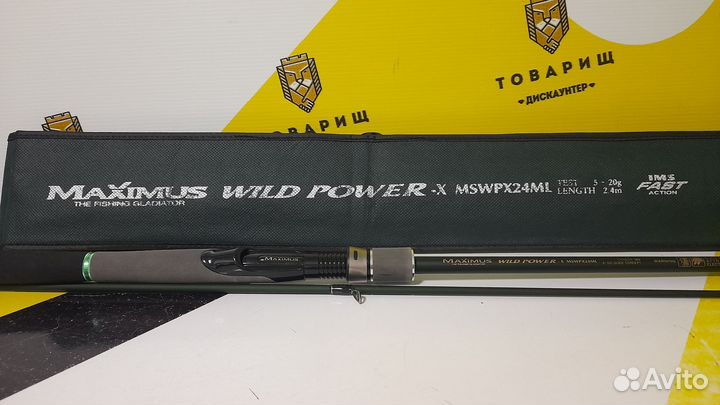 ТОВАРИЩ
ДИСКАУНТЕР
ТОВАРИЩ
MAXIMUS
THE FISHING GLADIATOR
WILD POWER-X MSWPX24ML
TEST 5 - 20g
LENGTH 2.4m
IM8
FAST
ACTION
MAXIMUS
MAXIMUS WILD POWER-X
Avito